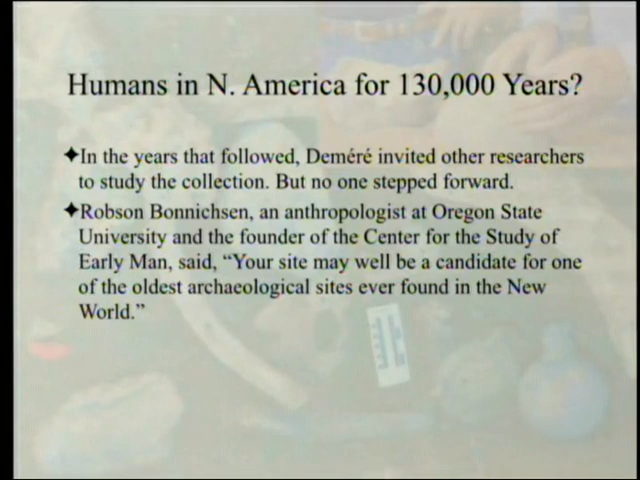 Humans in N. America for 130,000 Years?
✦In the years that followed, Deméré invited other researchers
to study the collection. But no one stepped forward.
✦Robson Bonnichsen, an anthropologist at Oregon State
University and the founder of the Center for the Study of
Early Man, said, “Your site may well be a candidate for one
of the oldest archaeological sites ever found in the New
World.”